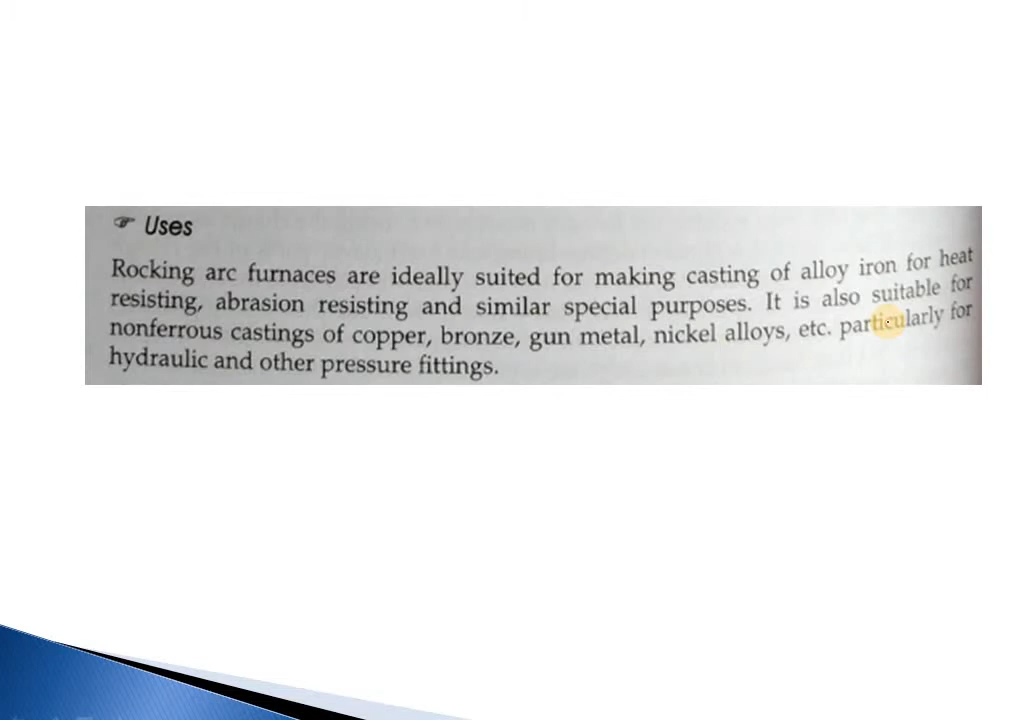 ☞ Uses
Rocking arc furnaces are ideally suited for making casting of alloy iron for heat
resisting, abrasion resisting and similar special purposes. It is also suitable for
nonferrous castings of copper, bronze, gun metal, nickel alloys, etc. particularly for
hydraulic and other pressure fittings.